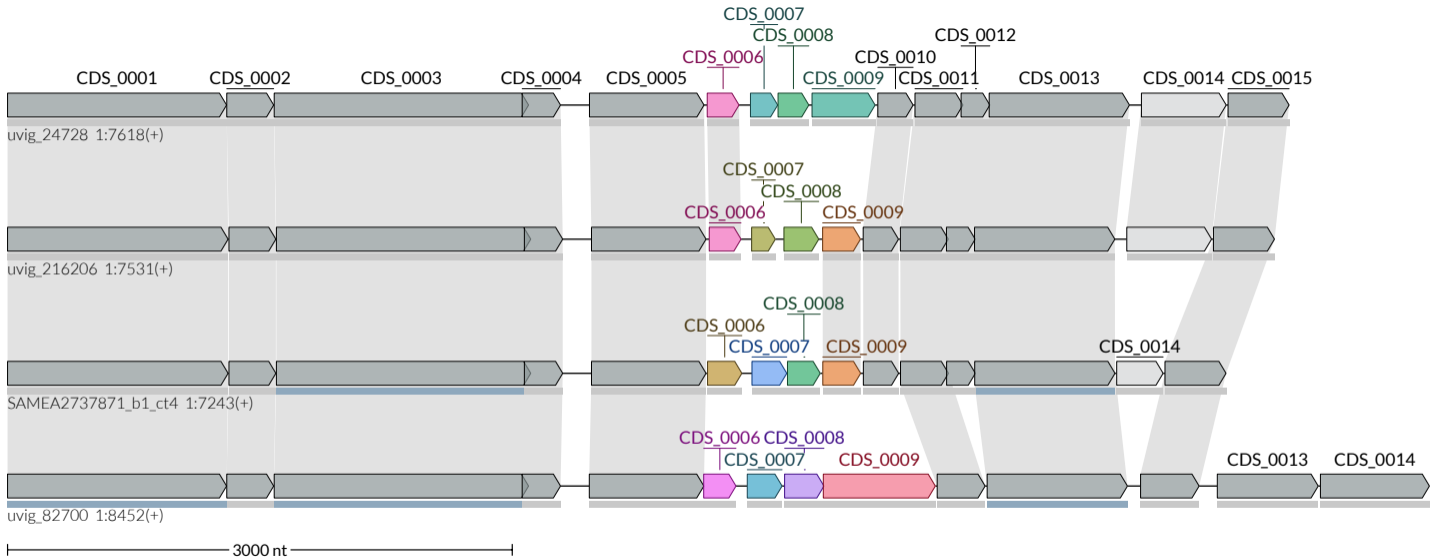 CDS_0007
CDS_0012
CDS_0008
CDS_0006 CDS_0010
CDS_0001 CDS_0002 CDS_0003 CDS_0004 CDS_0005 CDS_0009 CDS_0011 CDS_0013 CDS_0014 CDS_0015
uvig_24728 1:7618(+)
CDS_0007
CDS_0008
CDS_0006 CDS_0009
uvig_216206 1:7531(+)
CDS_0008
CDS_0006
CDS_0007 CDS_0009 CDS_0014
SAMEA2737871_b1_ct4 1:7243(+)
CDS_0006 CDS_0008
CDS_0007 CDS_0009 CDS_0013 CDS_0014
uvig_82700 1:8452(+)
3000 nt